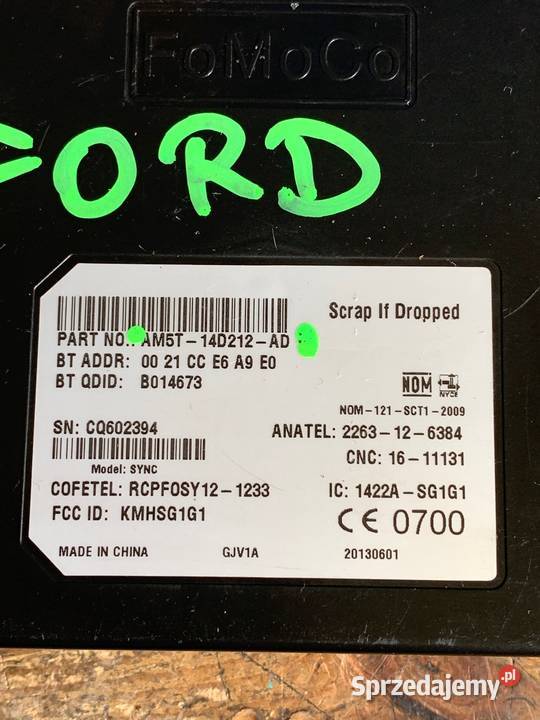 FoMoCo
FORD
Scrap If Dropped
PART NO: AM5T-14D212-AD
BT ADDR: 00 21 CC E6 A9 E0
BT QDID: B014673
NOM NYCE
NOM-121-SCT1-2009
SN: CQ602394
ANATEL: 2263-12-6384
CNC: 16-11131
Model: SYNC
COFETEL: RCPFOSY12-1233
IC: 1422A-SG1G1
FCC ID: KMHSG1G1
CE 0700
MADE IN CHINA GJV1A 20130601
Sprzedajemy.pl